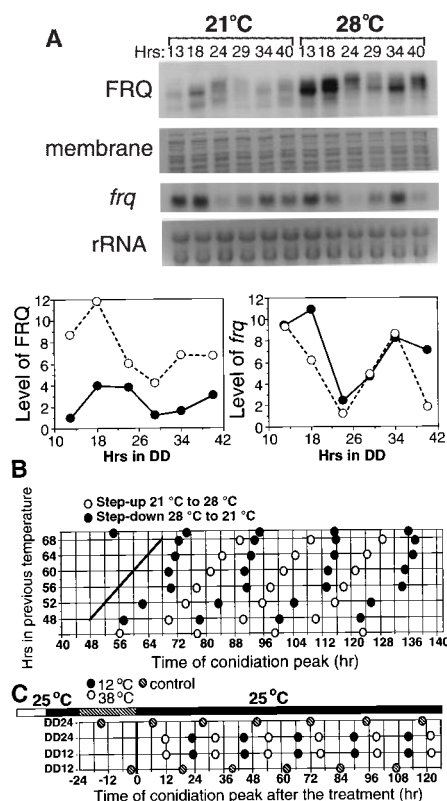 A
21°C 28°C
Hrs: 13 18 24 29 34 40 13 18 24 29 34 40
FRQ
membrane
frq
rRNA
Level of FRQ
12
10
8
6
4
2
0
10 18 26 34 42
Hrs in DD
Level of frq
12
10
8
6
4
2
0
10 18 26 34 42
Hrs in DD
B
○ Step-up 21 °C to 28 °C
● Step-down 28 °C to 21 °C
Hrs in previous temperature
68
64
60
56
52
48
40 48 56 64 72 80 88 96 104 112 120 128 136 144
Time of conidiation peak (hr)
C
● 12 °C control
○ 38 °C
25 °C 25 °C
DD24
DD24
DD12
DD12
-24 -12 0 12 24 36 48 60 72 84 96 108 120
Time of conidiation peak after the treatment (hr)